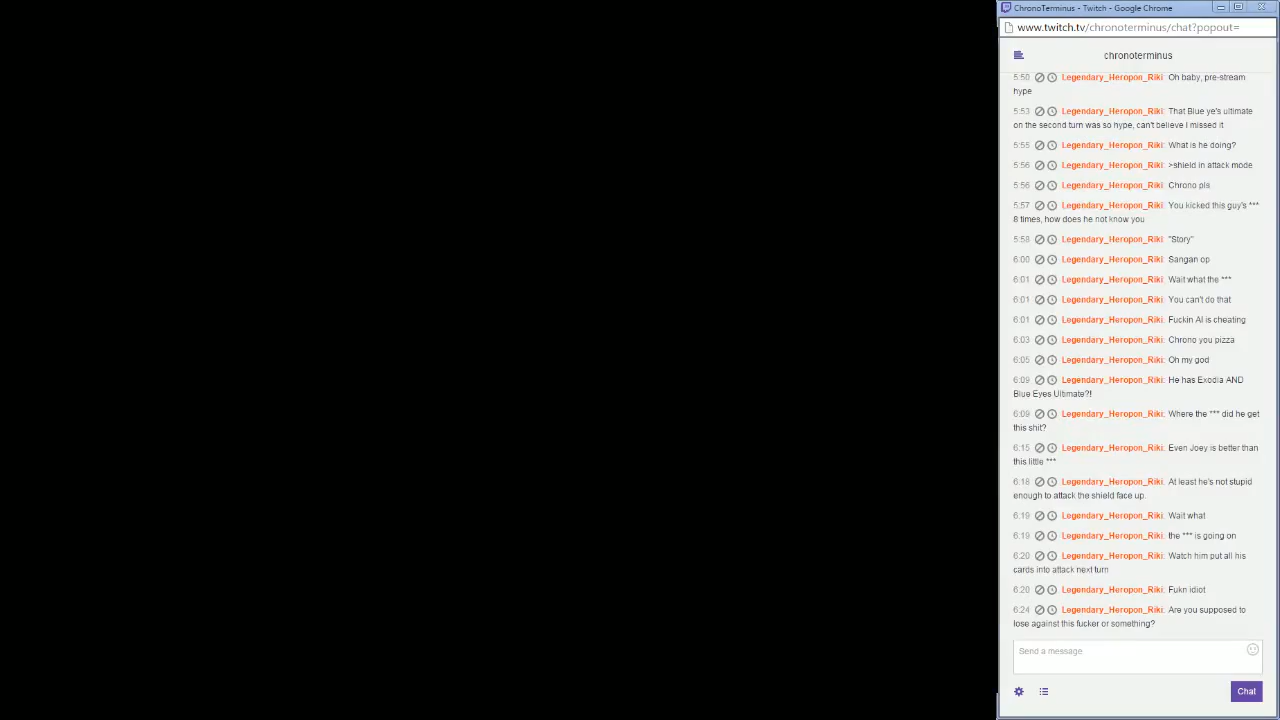 ChronoTerminus - Twitch - Google Chrome
www.twitch.tv/chronoterminus/chat?popout=
chronoterminus
5:50 Legendary_Heropon_Riki: Oh baby, pre-stream
hype
5:53 Legendary_Heropon_Riki: That Blue ye's ultimate
on the second turn was so hype, can't believe I missed it
5:55 Legendary_Heropon_Riki: What is he doing?
5:56 Legendary_Heropon_Riki: >shield in attack mode
5:56 Legendary_Heropon_Riki: Chrono pls
5:57 Legendary_Heropon_Riki: You kicked this guy's ***
8 times, how does he not know you
5:58 Legendary_Heropon_Riki: "Story"
6:00 Legendary_Heropon_Riki: Sangan op
6:01 Legendary_Heropon_Riki: Wait what the ***
6:01 Legendary_Heropon_Riki: You can't do that
6:01 Legendary_Heropon_Riki: Fuckin AI is cheating
6:03 Legendary_Heropon_Riki: Chrono you pizza
6:05 Legendary_Heropon_Riki: Oh my god
6:09 Legendary_Heropon_Riki: He has Exodia AND
Blue Eyes Ultimate?!
6:09 Legendary_Heropon_Riki: Where the *** did he get
this shit?
6:15 Legendary_Heropon_Riki: Even Joey is better than
this little ***
6:18 Legendary_Heropon_Riki: At least he's not stupid
enough to attack the shield face up.
6:19 Legendary_Heropon_Riki: Wait what
6:19 Legendary_Heropon_Riki: the *** is going on
6:20 Legendary_Heropon_Riki: Watch him put all his
cards into attack next turn
6:20 Legendary_Heropon_Riki: Fukn idiot
6:24 Legendary_Heropon_Riki: Are you supposed to
lose against this fucker or something?
Send a message
Chat